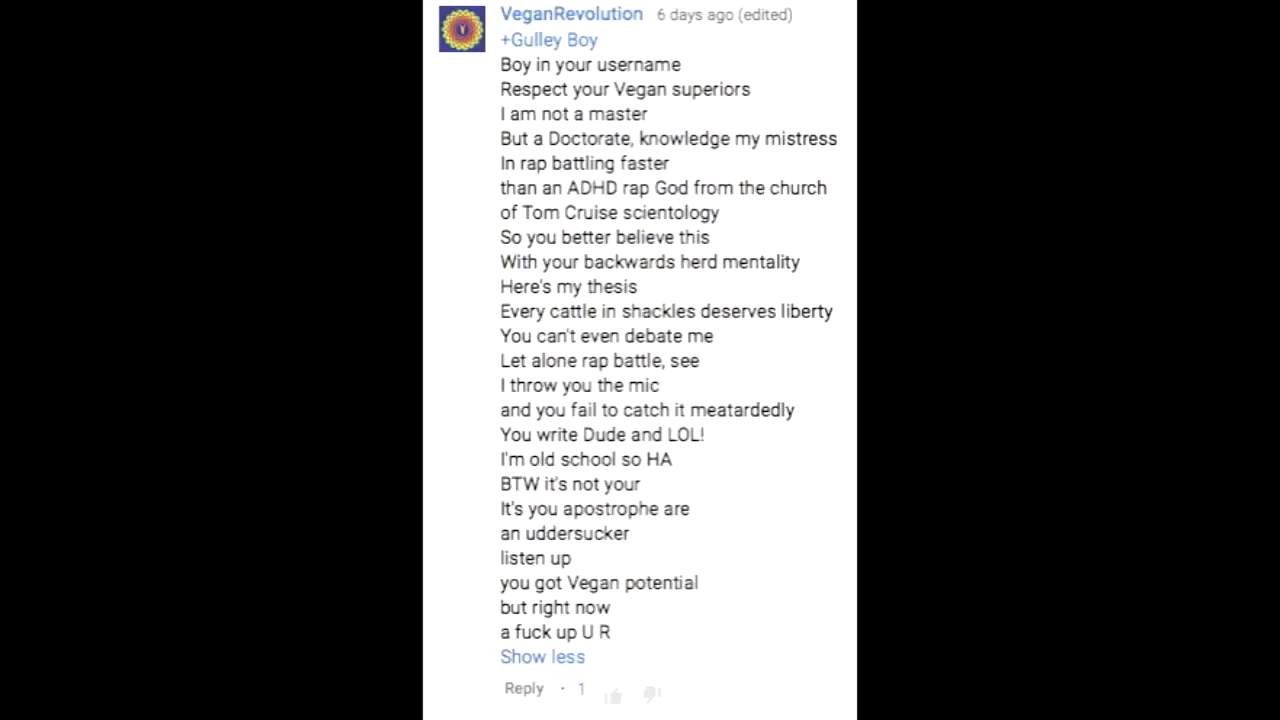 VeganRevolution 6 days ago (edited)
+Gulley Boy
Boy in your username
Respect your Vegan superiors
I am not a master
But a Doctorate, knowledge my mistress
In rap battling faster
than an ADHD rap God from the church
of Tom Cruise scientology
So you better believe this
With your backwards herd mentality
Here's my thesis
Every cattle in shackles deserves liberty
You can't even debate me
Let alone rap battle, see
I throw you the mic
and you fail to catch it meatardedly
You write Dude and LOL!
I'm old school so HA
BTW it's not your
It's you apostrophe are
an uddersucker
listen up
you got Vegan potential
but right now
a fuck up U R
Show less
Reply · 1